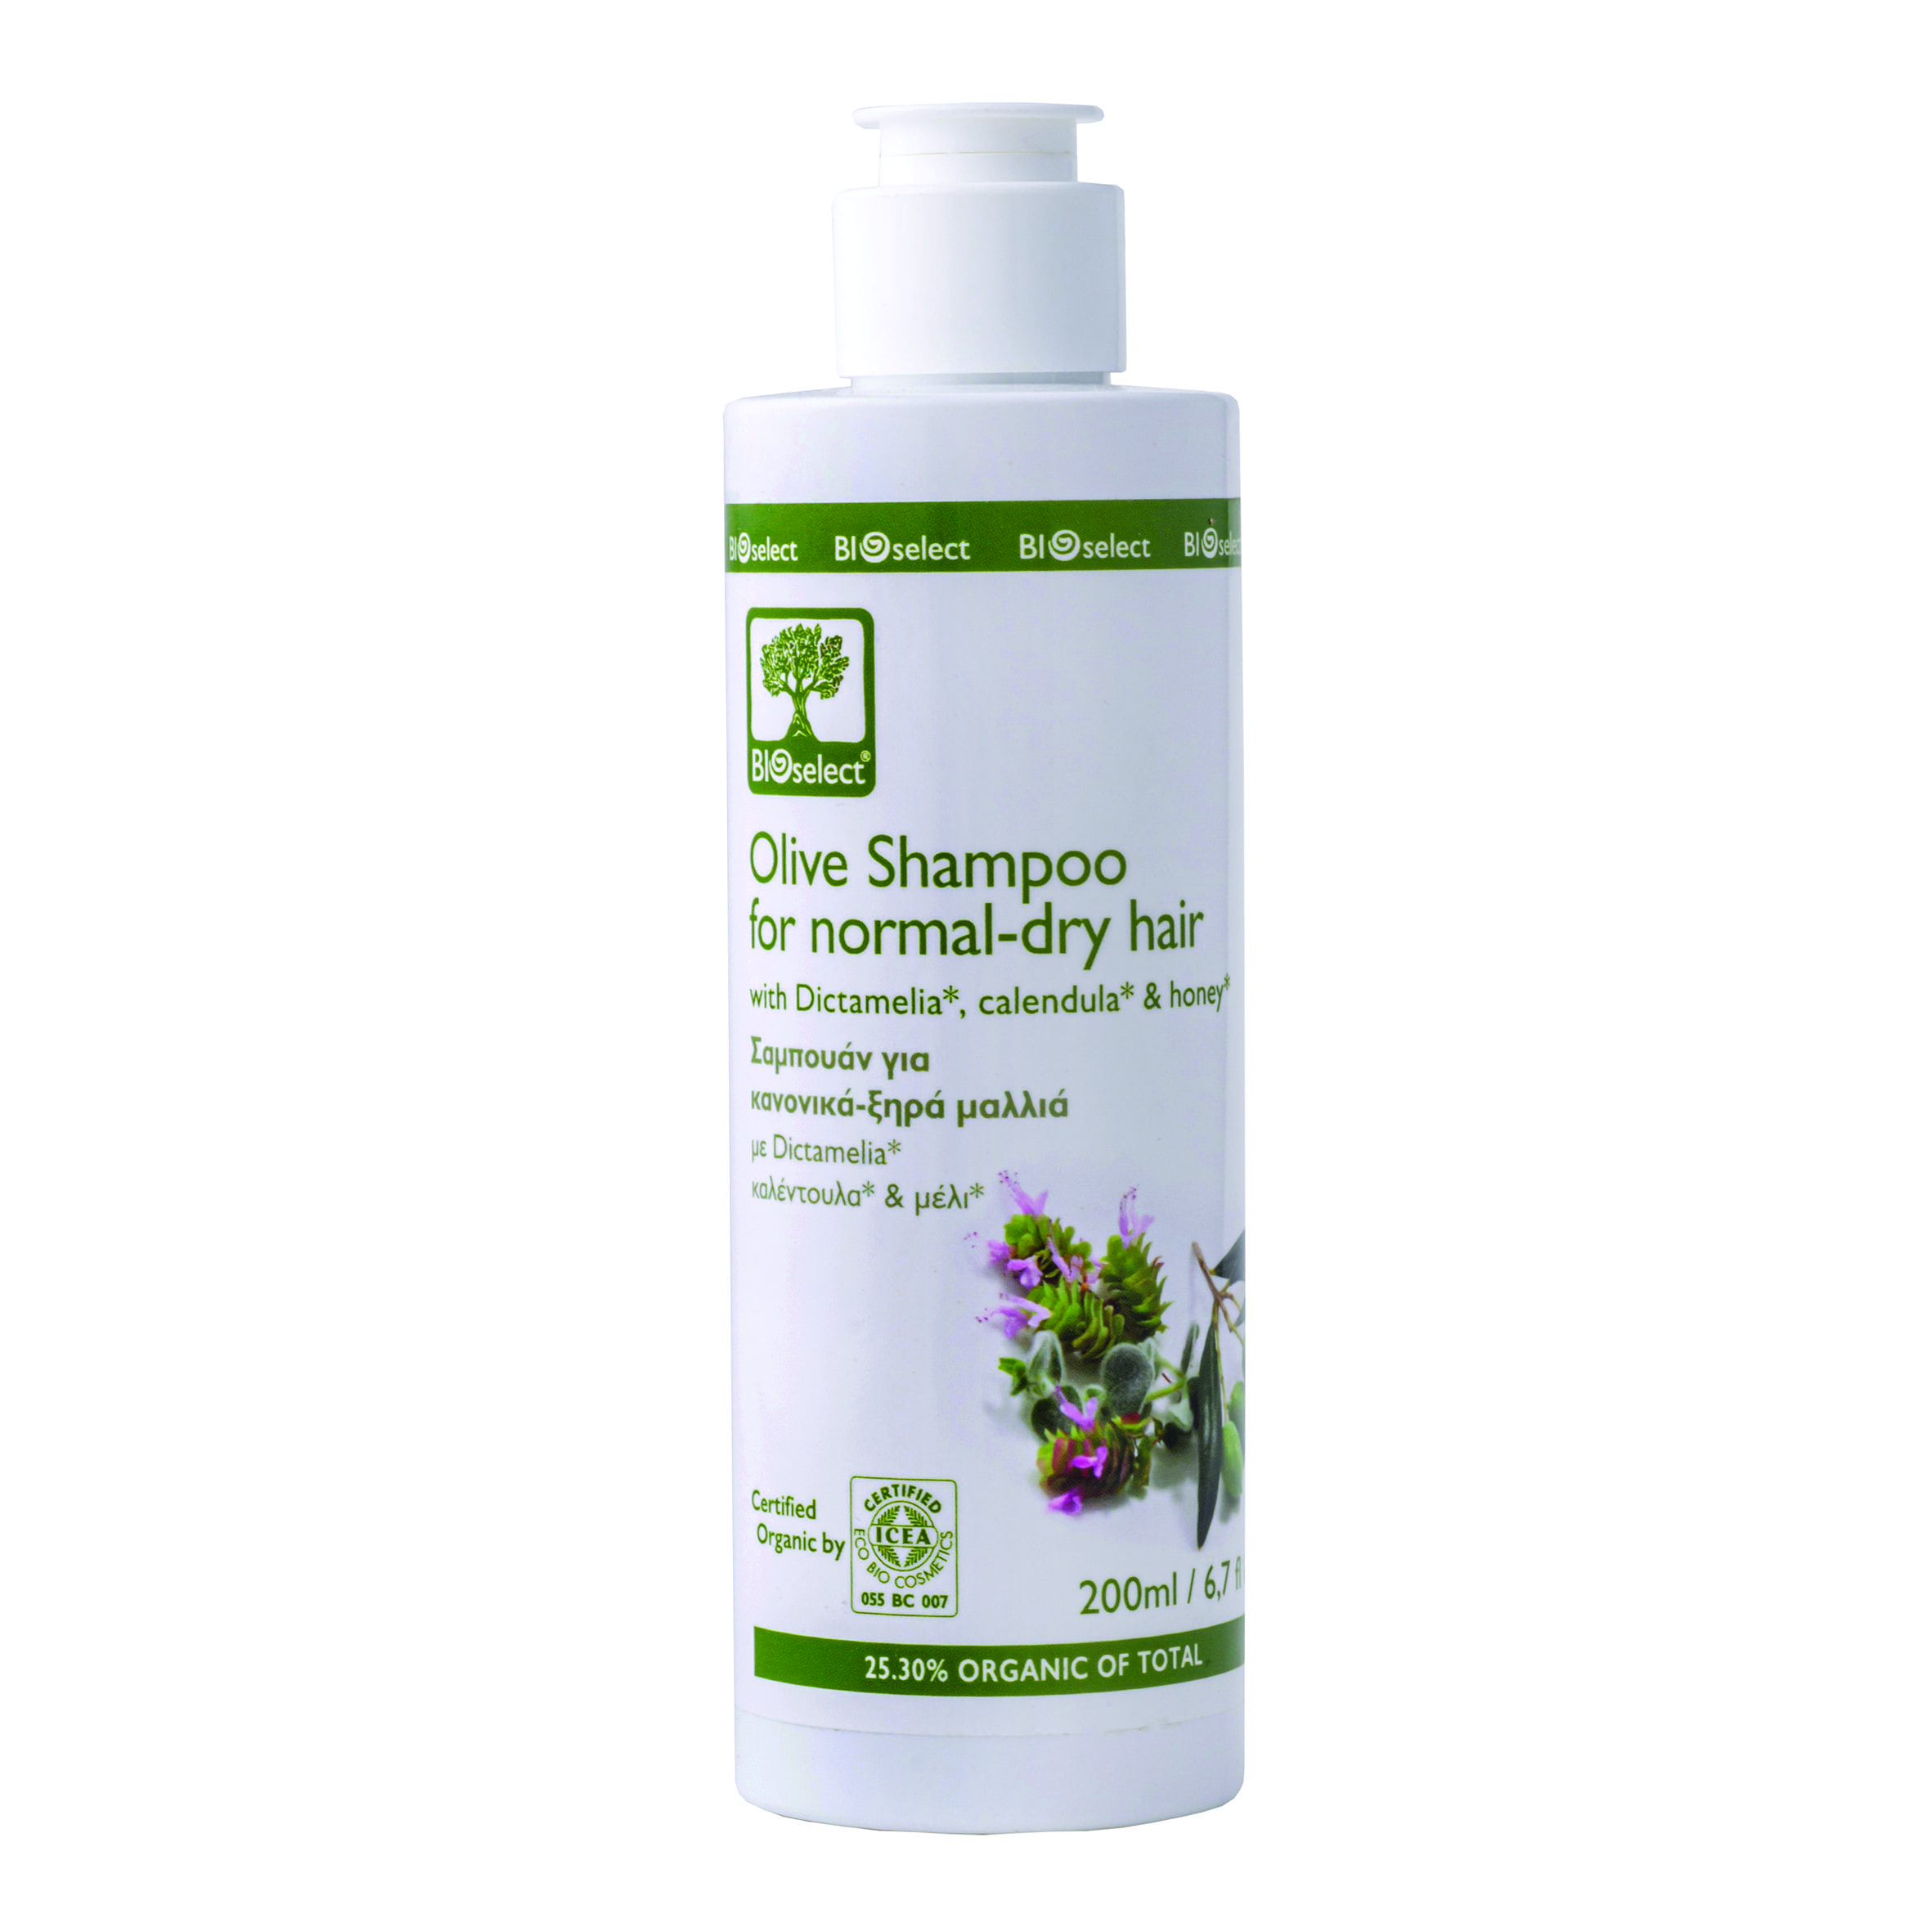 BIOselect BIOselect BIOselect BIOselect
BIOselect®
Olive Shampoo
for normal-dry hair
with Dictamelia*, calendula* & honey*
Σαμπουάν για
κανονικά-ξηρά μαλλιά
με Dictamelia*
καλέντουλα* & μέλι*
Certified
Organic by
CERTIFIED
ICEA
ECO BIO COSMETICS
055 BC 007
200ml / 6,7 fl
25.30% ORGANIC OF TOTAL